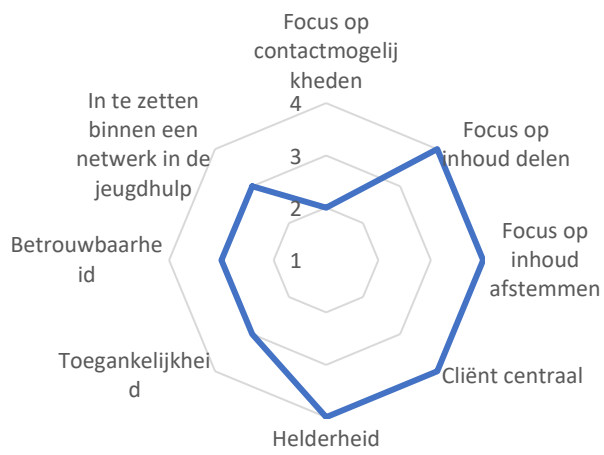 Focus op
contactmogelij
kheden
Focus op
inhoud delen
Focus op
inhoud
afstemmen
Cliënt centraal
Helderheid
Toegankelijkhei
d
Betrouwbaarhe
id
In te zetten
binnen een
netwerk in de
jeugdhulp
4
3
2
1